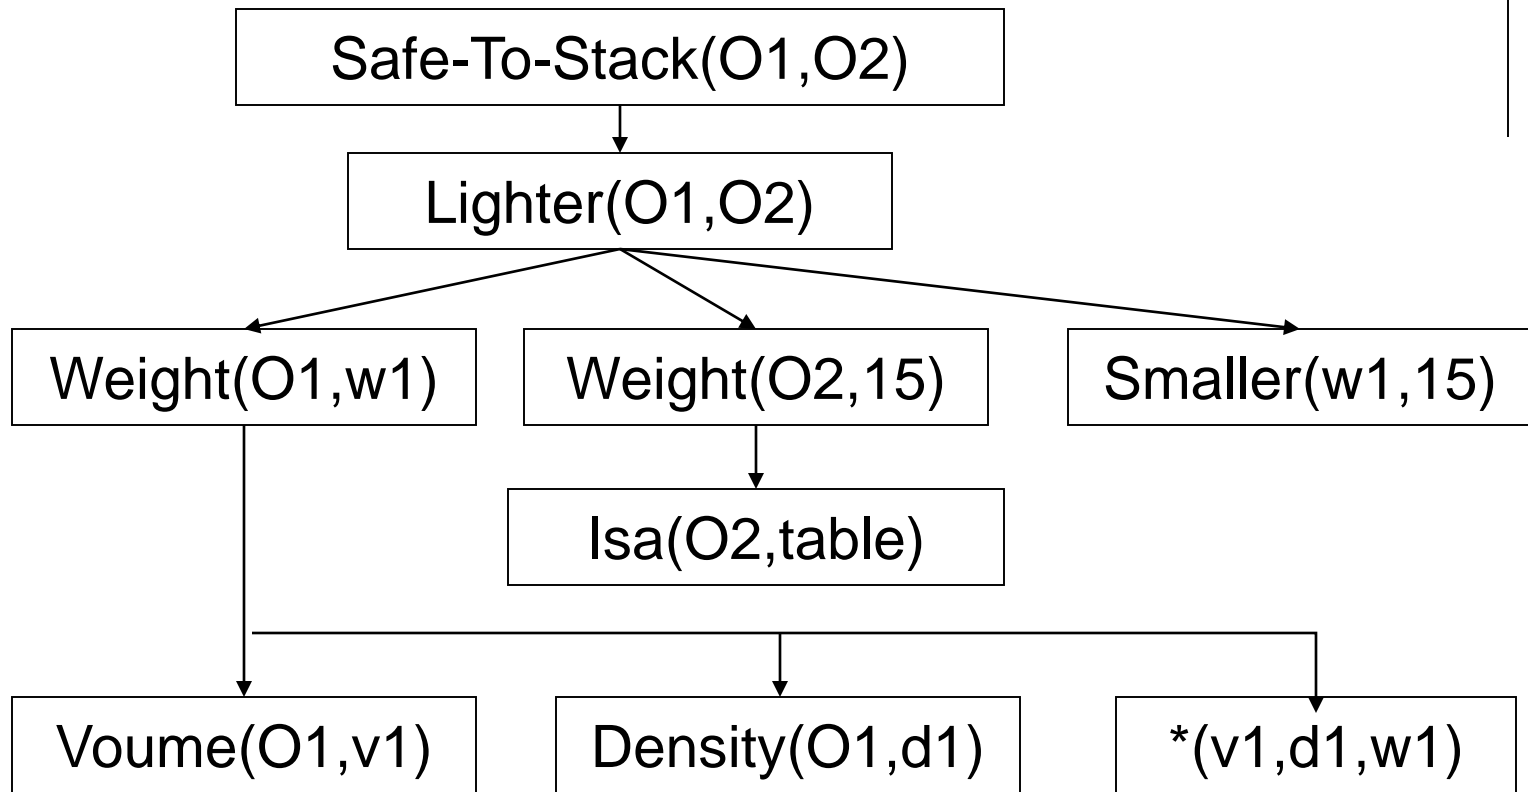 Safe-To-Stack(O1,O2)
Lighter(O1,O2)
Weight(O1,w1)
Weight(O2,15)
Smaller(w1,15)
Isa(O2,table)
Voume(O1,v1)
Density(O1,d1)
*(v1,d1,w1)